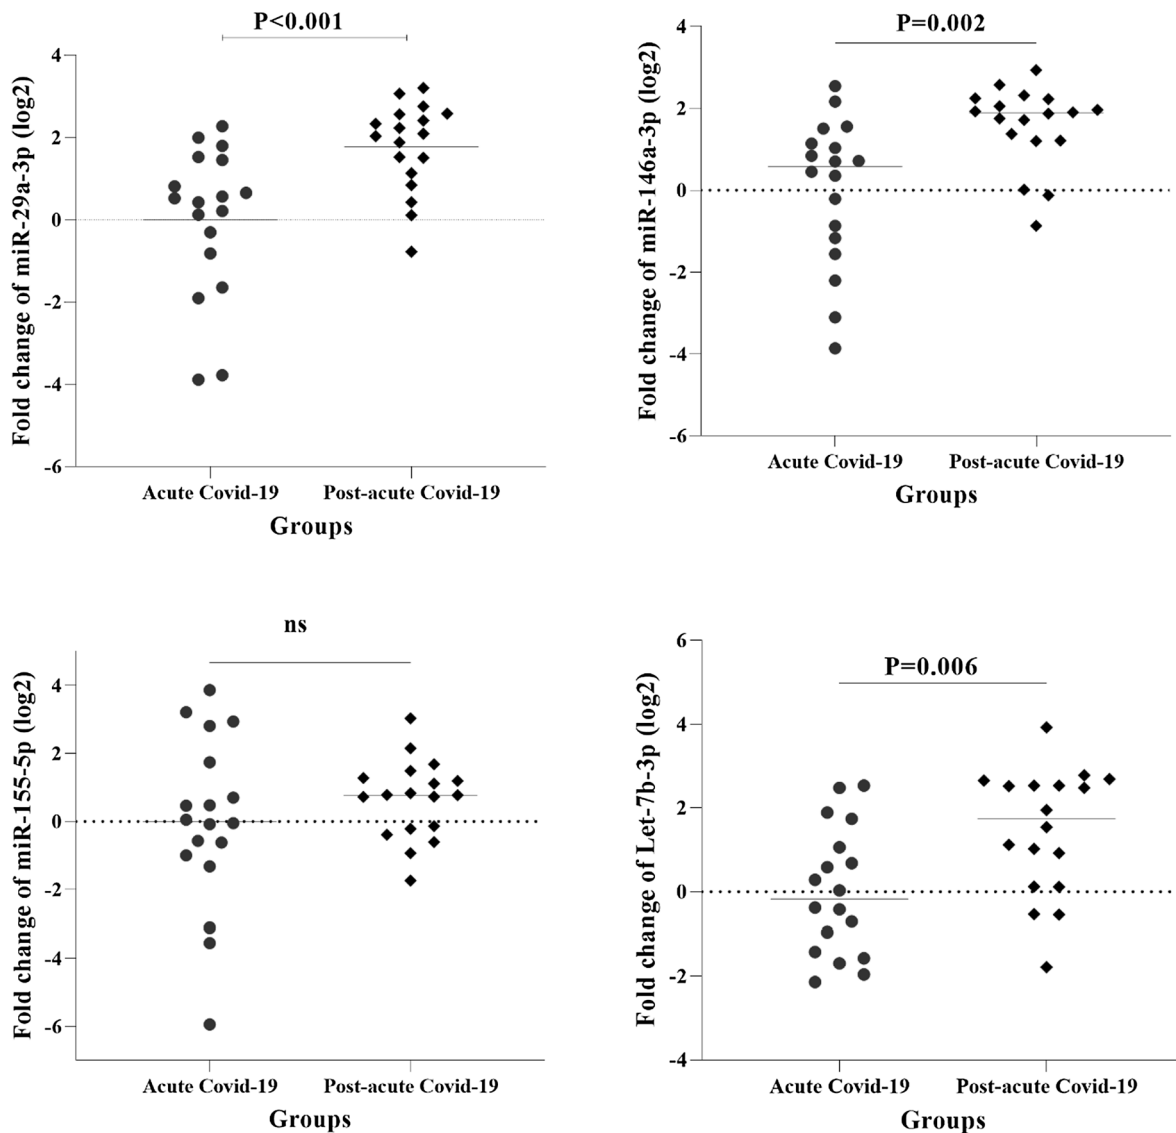 P<0.001
Fold change of miR-29a-3p (log2)
4
2
0
-2
-4
-6
Acute Covid-19 Post-acute Covid-19
Groups
P=0.002
Fold change of miR-146a-3p (log2)
4
2
0
-2
-4
-6
Acute Covid-19 Post-acute Covid-19
Groups
ns
Fold change of miR-155-5p (log2)
4
2
0
-2
-4
-6
Acute Covid-19 Post-acute Covid-19
Groups
P=0.006
Fold change of Let-7b-3p (log2)
6
4
2
0
-2
-4
Acute Covid-19 Post-acute Covid-19
Groups